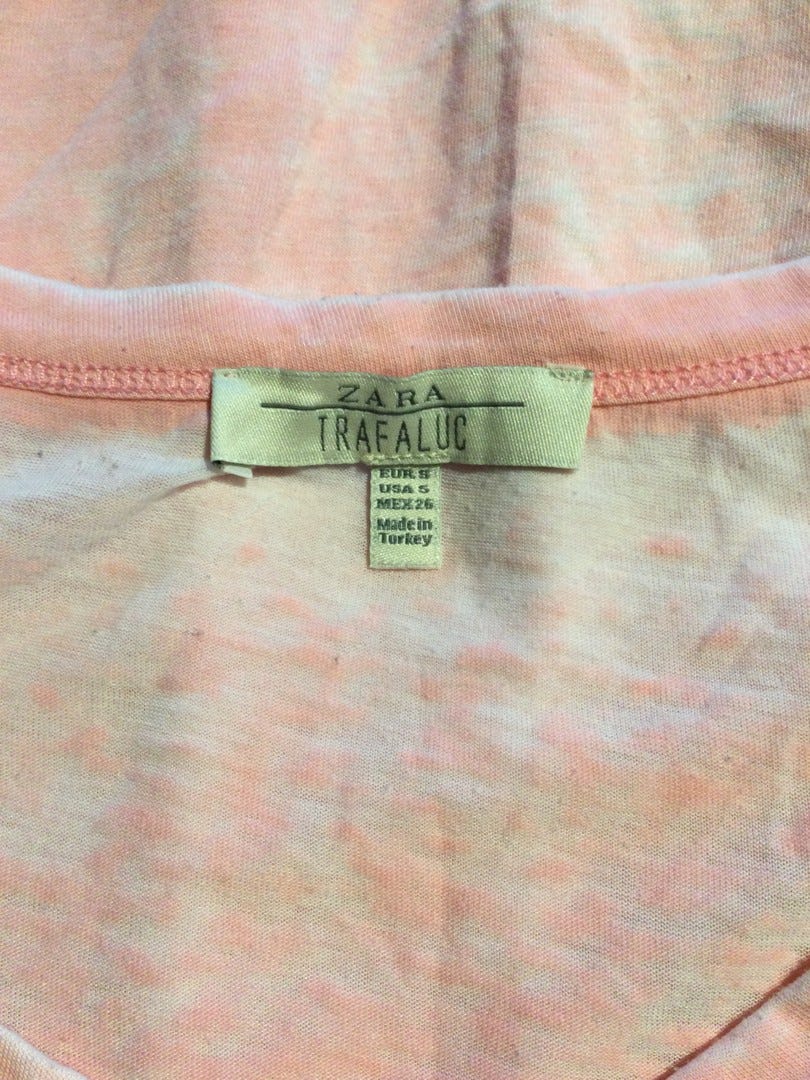 ZARA
TRAFALUC
EUR S
USA S
MEX 26
Made in
Turkey